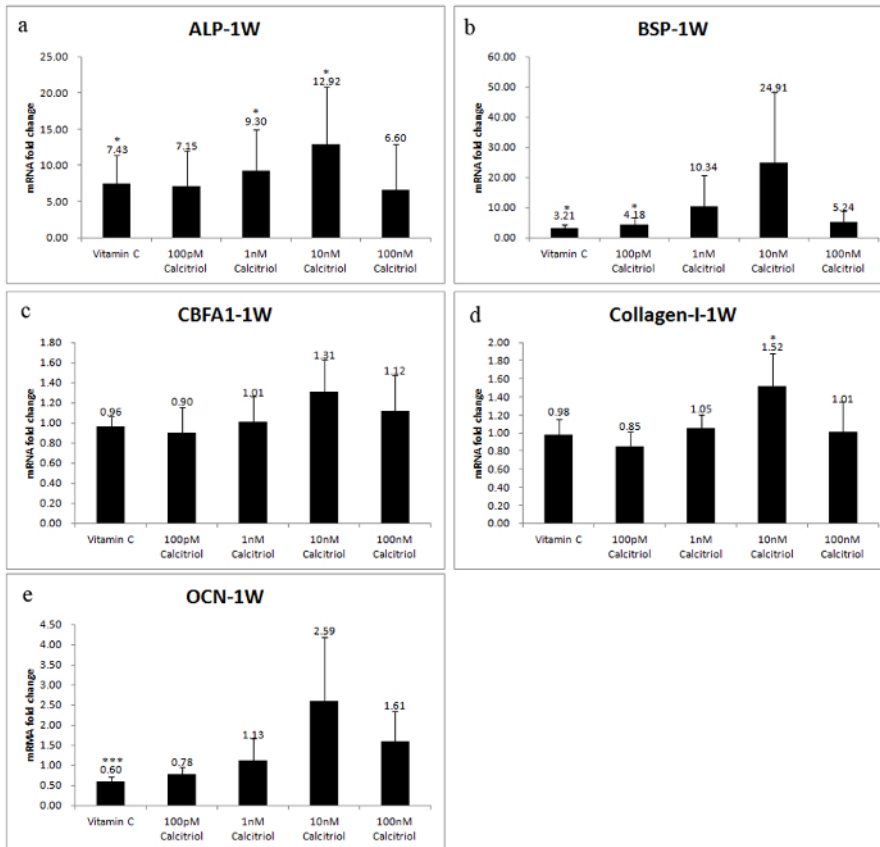 a
ALP-1W
mRNA fold change
25.00
20.00
15.00
10.00
5.00
0.00
*
7.43
7.15
*
9.30
*
12.92
6.60
Vitamin C
100pM
Calcitriol
1nM
Calcitriol
10nM
Calcitriol
100nM
Calcitriol
b
BSP-1W
mRNA fold change
60.00
50.00
40.00
30.00
20.00
10.00
0.00
*
3.21
*
4.18
10.34
24.91
5.24
Vitamin C
100pM
Calcitriol
1nM
Calcitriol
10nM
Calcitriol
100nM
Calcitriol
c
CBFA1-1W
mRNA fold change
1.80
1.60
1.40
1.20
1.00
0.80
0.60
0.40
0.20
0.00
0.96
0.90
1.01
1.31
1.12
Vitamin C
100pM
Calcitriol
1nM
Calcitriol
10nM
Calcitriol
100nM
Calcitriol
d
Collagen-I-1W
mRNA fold change
2.00
1.80
1.60
1.40
1.20
1.00
0.80
0.60
0.40
0.20
0.00
0.98
0.85
1.05
*
1.52
1.01
Vitamin C
100pM
Calcitriol
1nM
Calcitriol
10nM
Calcitriol
100nM
Calcitriol
e
OCN-1W
mRMA fold change
4.50
4.00
3.50
3.00
2.50
2.00
1.50
1.00
0.50
0.00
***
0.60
0.78
1.13
2.59
1.61
Vitamin C
100pM
Calcitriol
1nM
Calcitriol
10nM
Calcitriol
100nM
Calcitriol